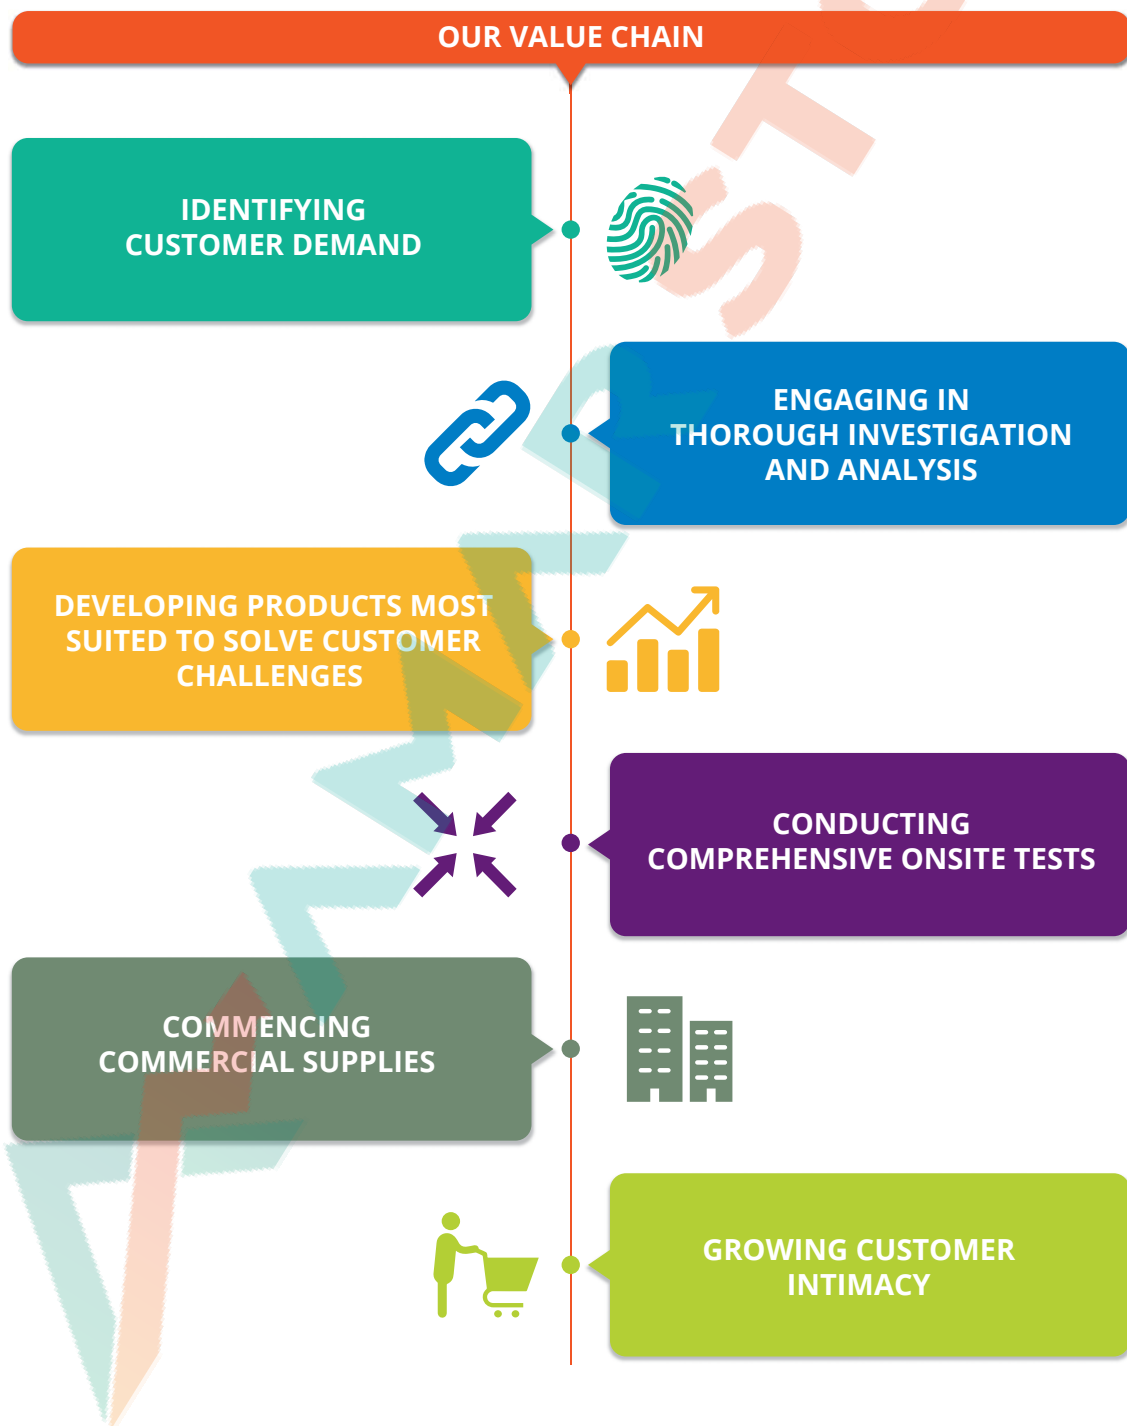 OUR VALUE CHAIN
IDENTIFYING
CUSTOMER DEMAND
ENGAGING IN
THOROUGH INVESTIGATION
AND ANALYSIS
DEVELOPING PRODUCTS MOST
SUITED TO SOLVE CUSTOMER
CHALLENGES
CONDUCTING
COMPREHENSIVE ONSITE TESTS
COMMENCING
COMMERCIAL SUPPLIES
GROWING CUSTOMER
INTIMACY